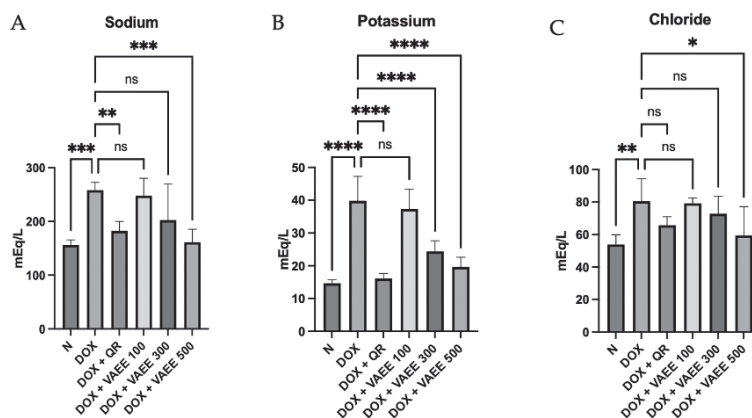 A
Sodium
***
ns
**
***
ns
mEq/L
300
200
100
0
N
DOX
DOX + QR
DOX + VAEE 100
DOX + VAEE 300
DOX + VAEE 500
B
Potassium
****
****
****
****
ns
mEq/L
50
40
30
20
10
0
N
DOX
DOX + QR
DOX + VAEE 100
DOX + VAEE 300
DOX + VAEE 500
C
Chloride
*
ns
ns
**
ns
mEq/L
100
80
60
40
20
0
N
DOX
DOX + QR
DOX + VAEE 100
DOX + VAEE 300
DOX + VAEE 500